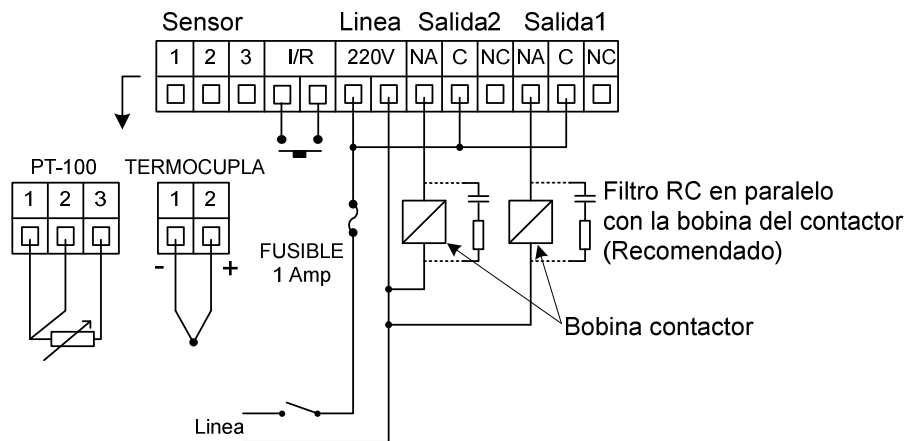 Sensor Linea Salida2 Salida1
1 2 3 I/R 220V NA C NC NA C NC
PT-100 TERMOCUPLA
1 2 3 1 2
- +
FUSIBLE
1 Amp
Filtro RC en paralelo
con la bobina del contactor
(Recomendado)
Bobina contactor
Linea